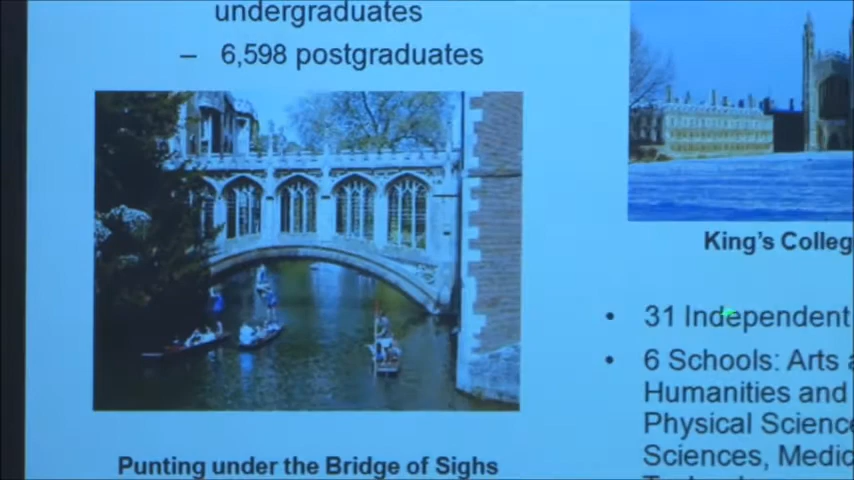 undergraduates
– 6,598 postgraduates
Punting under the Bridge of Sighs
King's Colleg
• 31 Independent
• 6 Schools: Arts a
Humanities and
Physical Science
Sciences, Medic